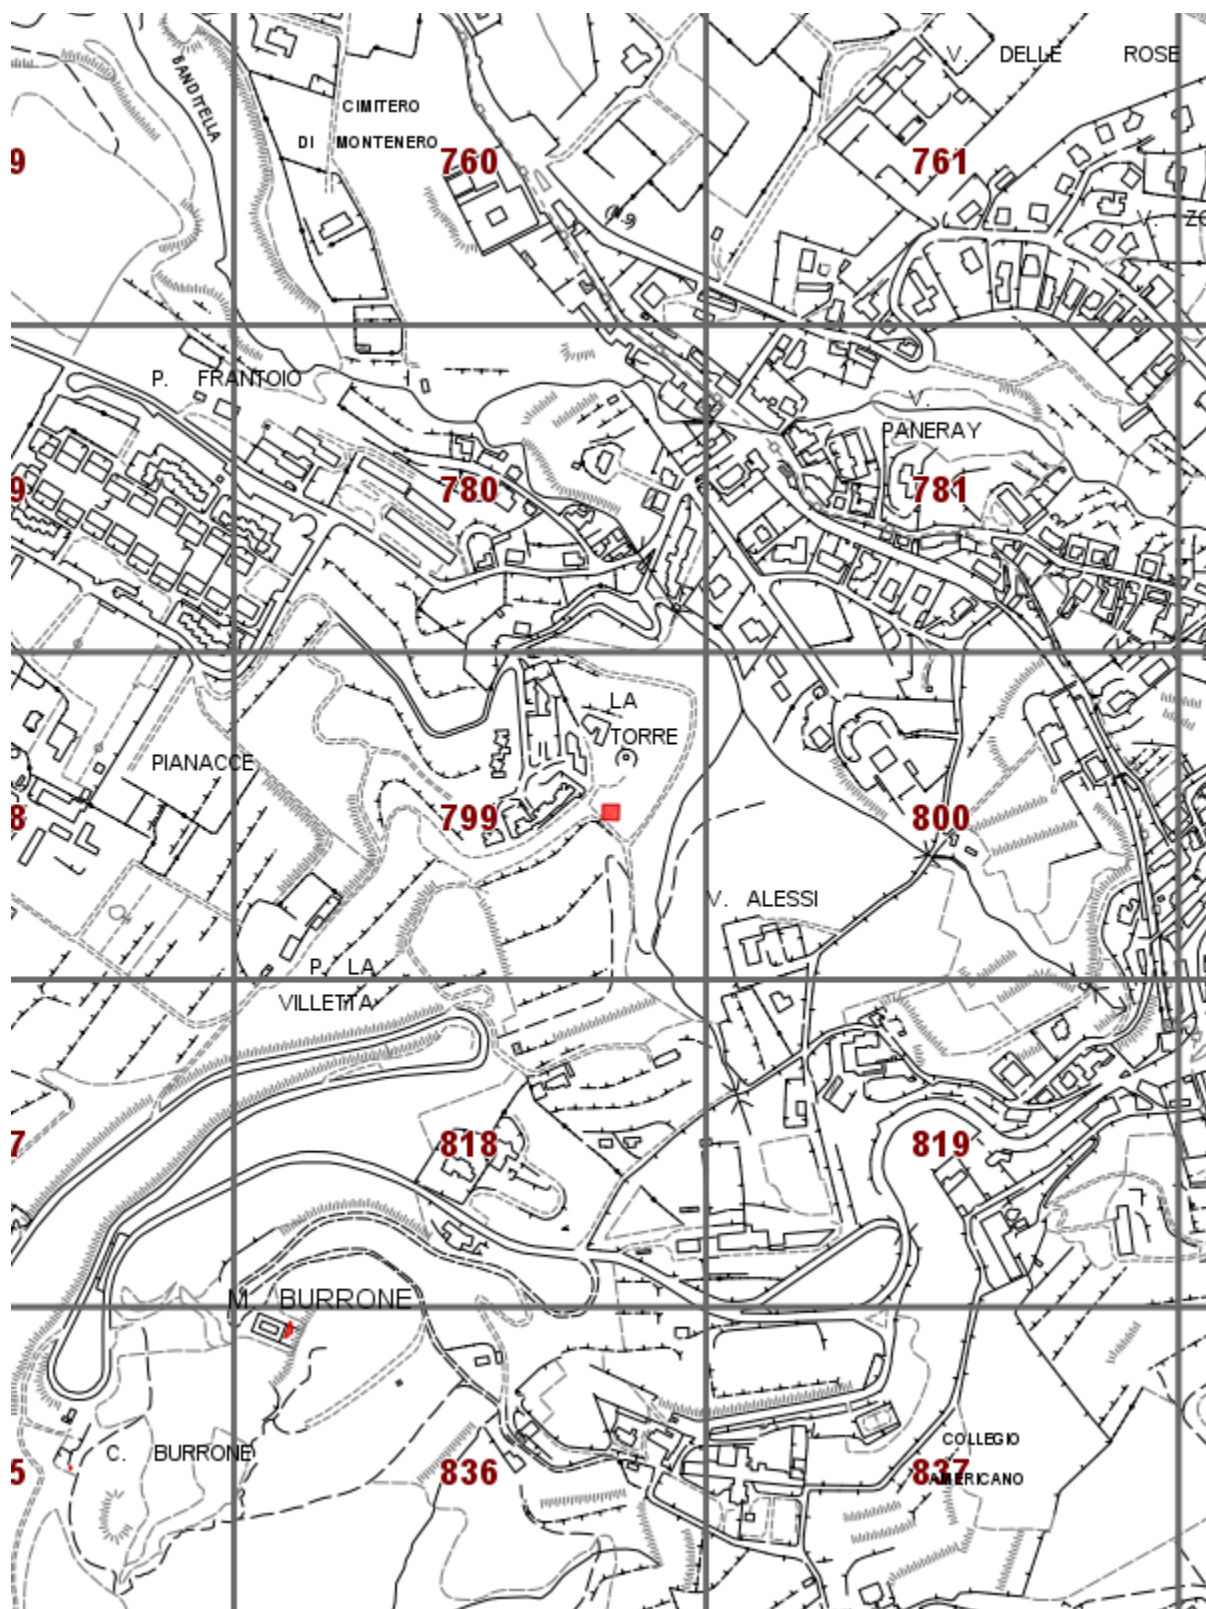 V. DELLE ROSE
BANDITELLA
CIMITERO
DI MONTENERO
9 760 761
V. ZO
P. FRANTOIO
V.
PANERAY
9 780 781
LA
TORRE
PIANACCE
8 799 800
V. ALESSI
P. LA
VILLETTA
7 818 819
M. BURRONE
COLLEGIO
C. BURRONE
5 836 837
AMERICANO